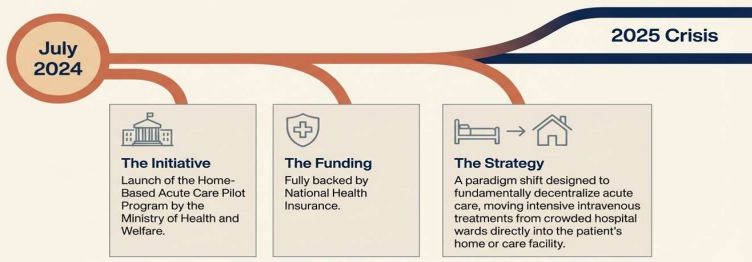 July
2024
2025 Crisis
The Initiative
Launch of the Home-
Based Acute Care Pilot
Program by the
Ministry of Health and
Welfare.
The Funding
Fully backed by
National Health
Insurance.
The Strategy
A paradigm shift designed to
fundamentally decentralize acute
care, moving intensive intravenous
treatments from crowded hospital
wards directly into the patient's
home or care facility.